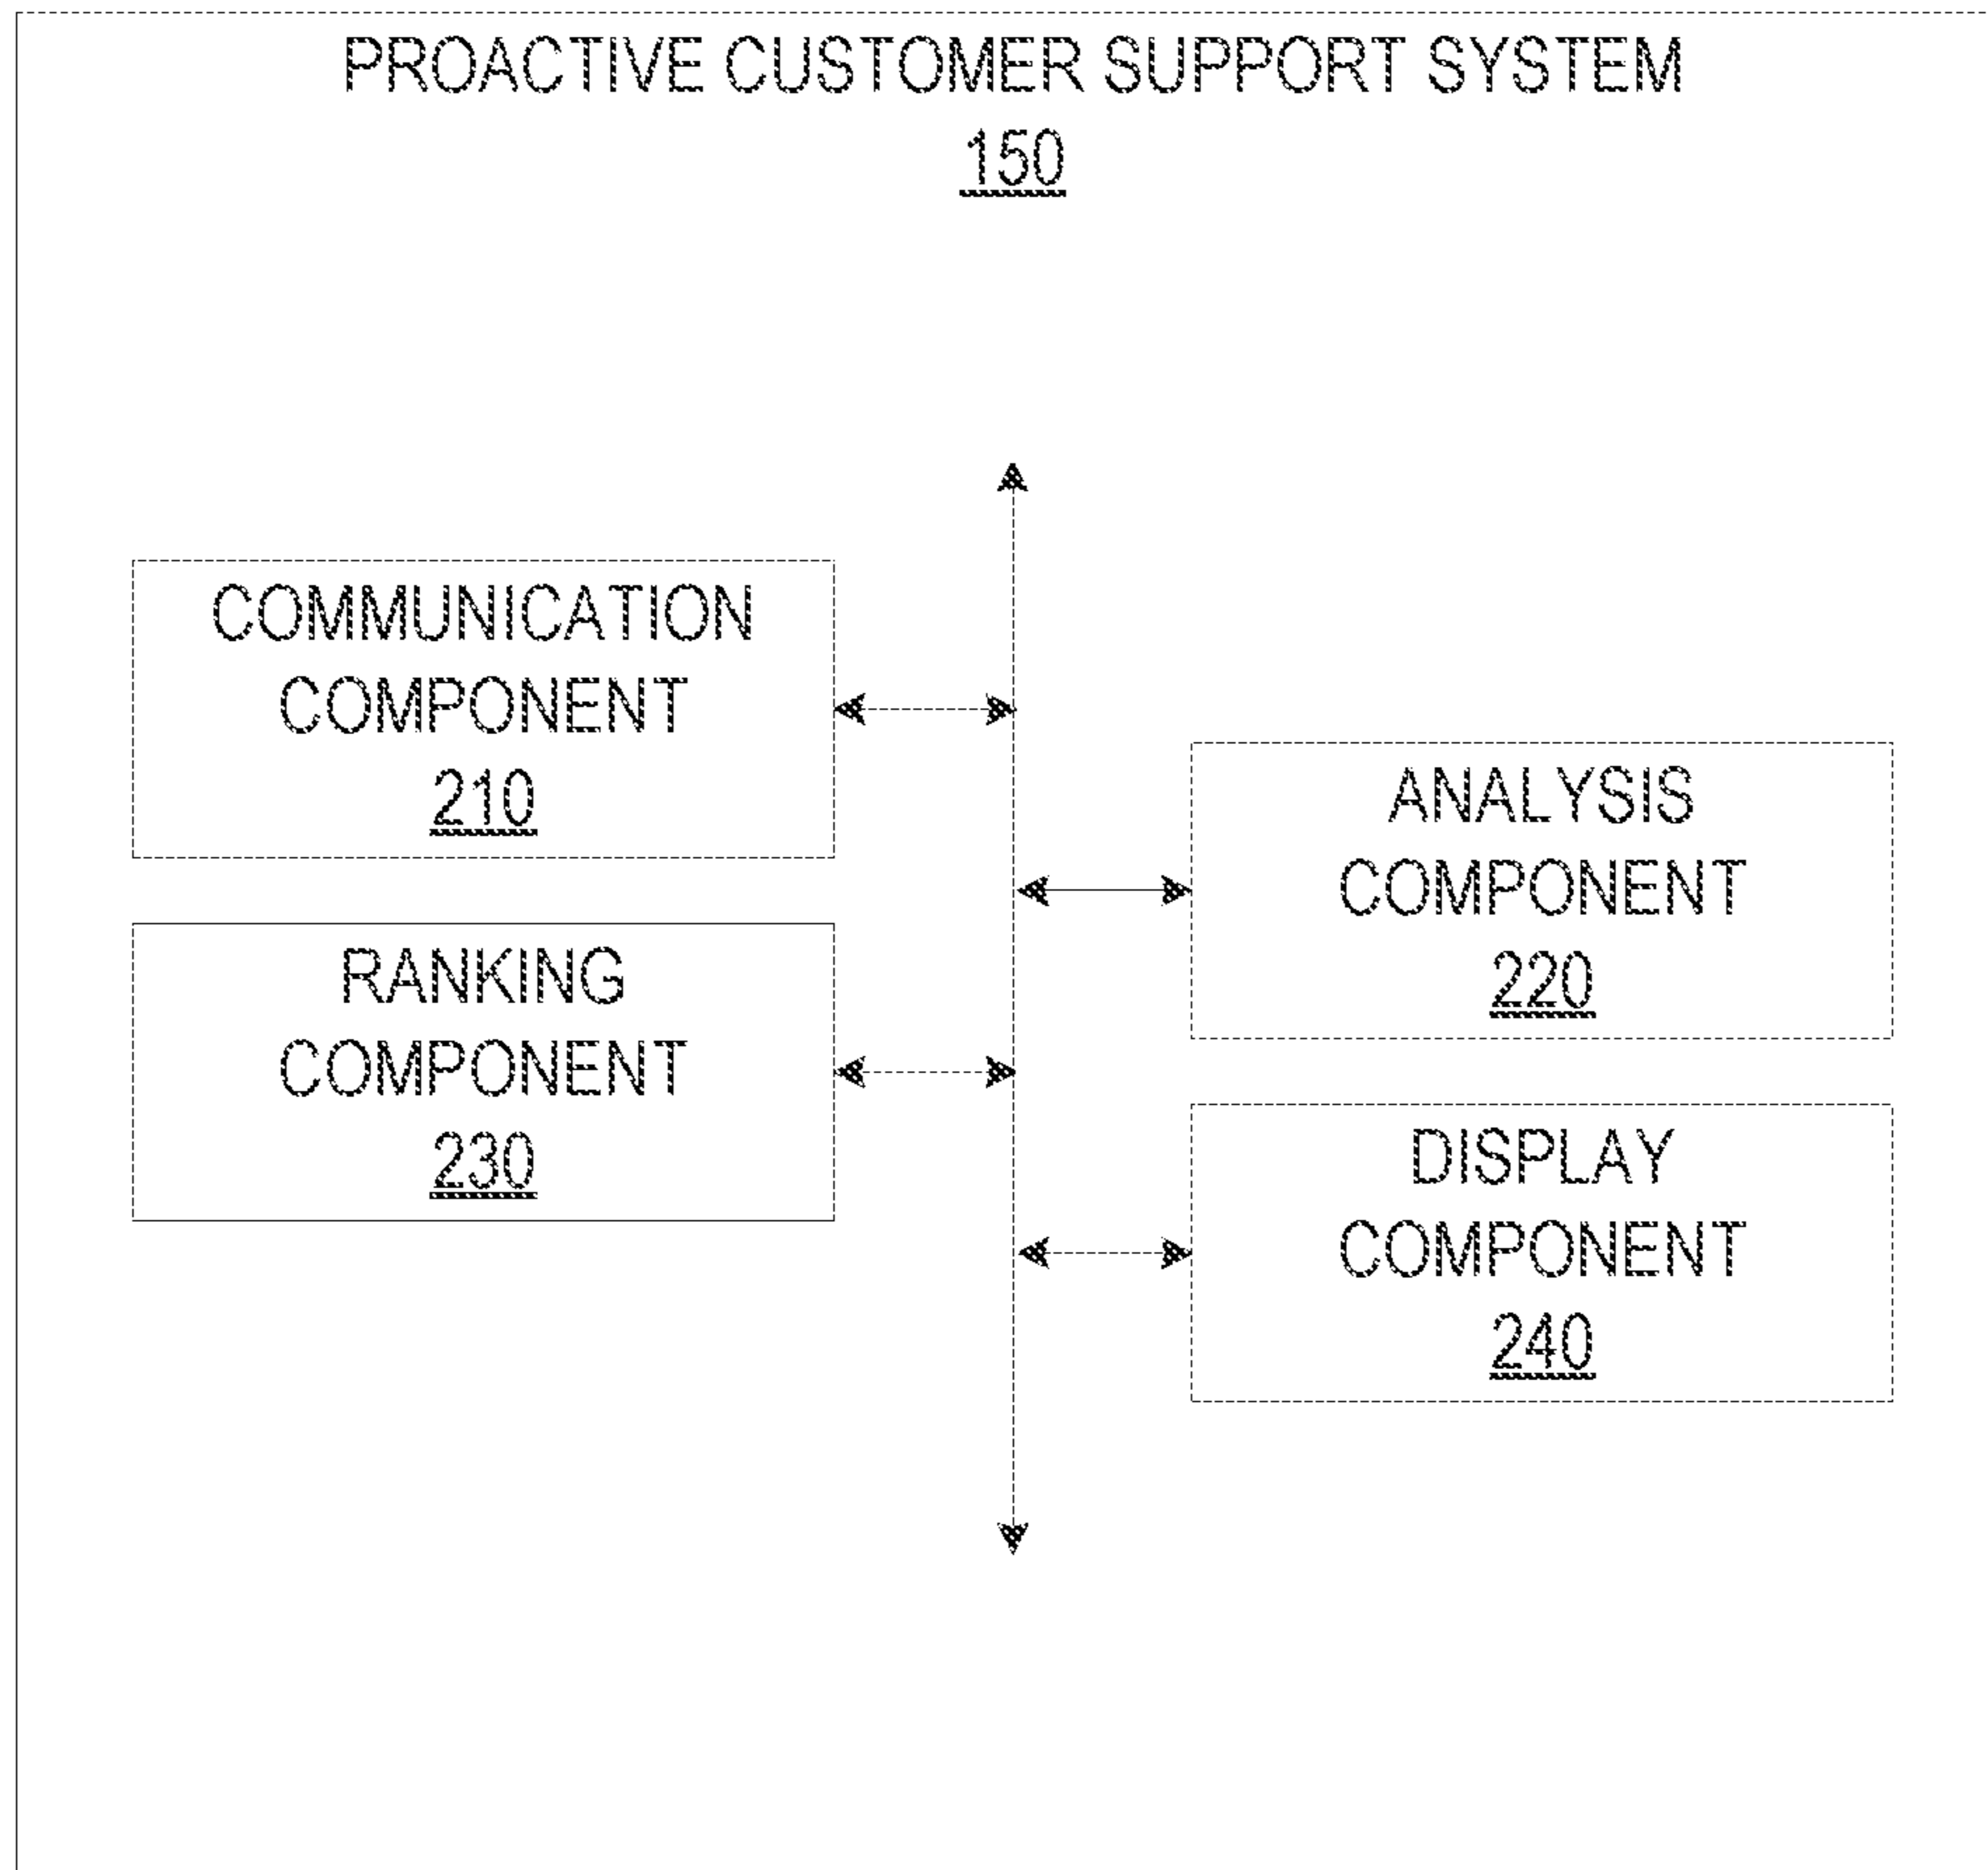 PROACTIVE CUSTOMER SUPPORT SYSTEM
150
COMMUNICATION
COMPONENT
210
ANALYSIS
COMPONENT
220
RANKING
COMPONENT
230
DISPLAY
COMPONENT
240